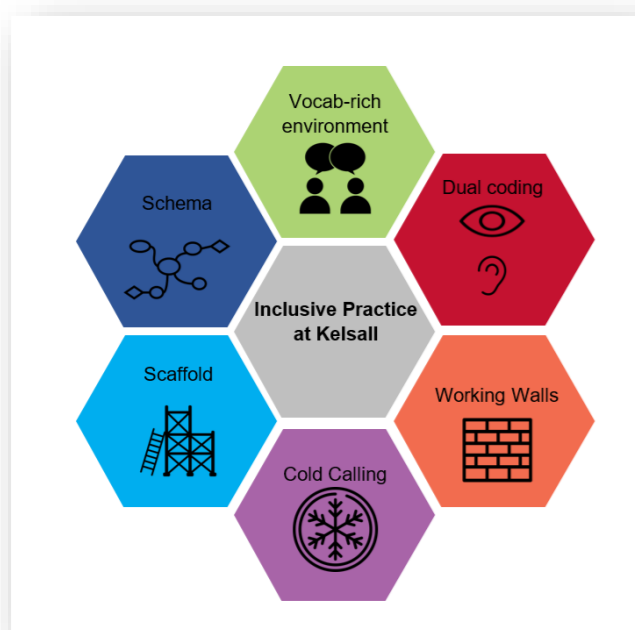 Vocab-rich
environment
Dual coding
Schema
Inclusive Practice
at Kelsall
Scaffold
Working Walls
Cold Calling